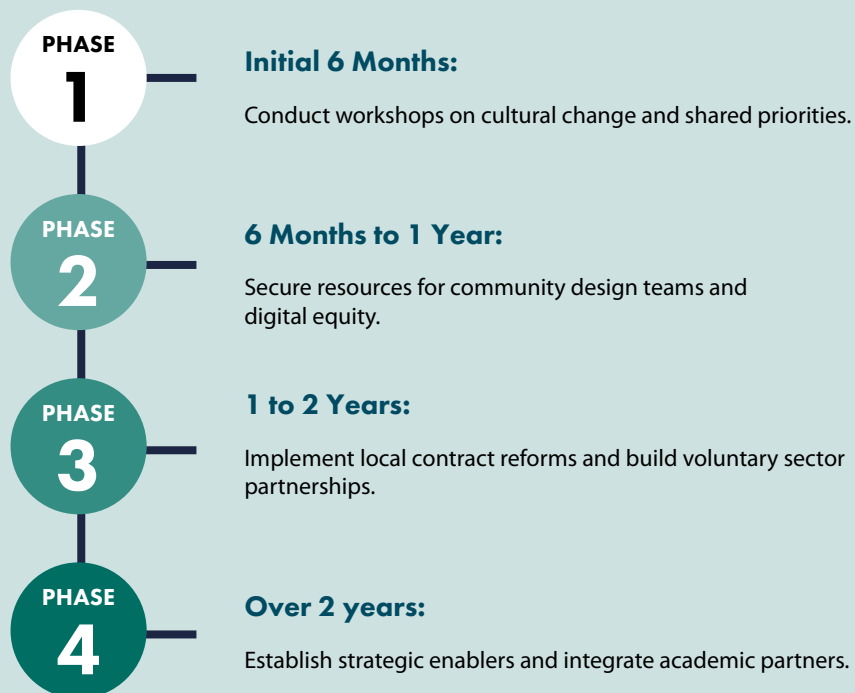 PHASE
1
Initial 6 Months:
Conduct workshops on cultural change and shared priorities.
PHASE
2
6 Months to 1 Year:
Secure resources for community design teams and
digital equity.
PHASE
3
1 to 2 Years:
Implement local contract reforms and build voluntary sector
partnerships.
PHASE
4
Over 2 years:
Establish strategic enablers and integrate academic partners.